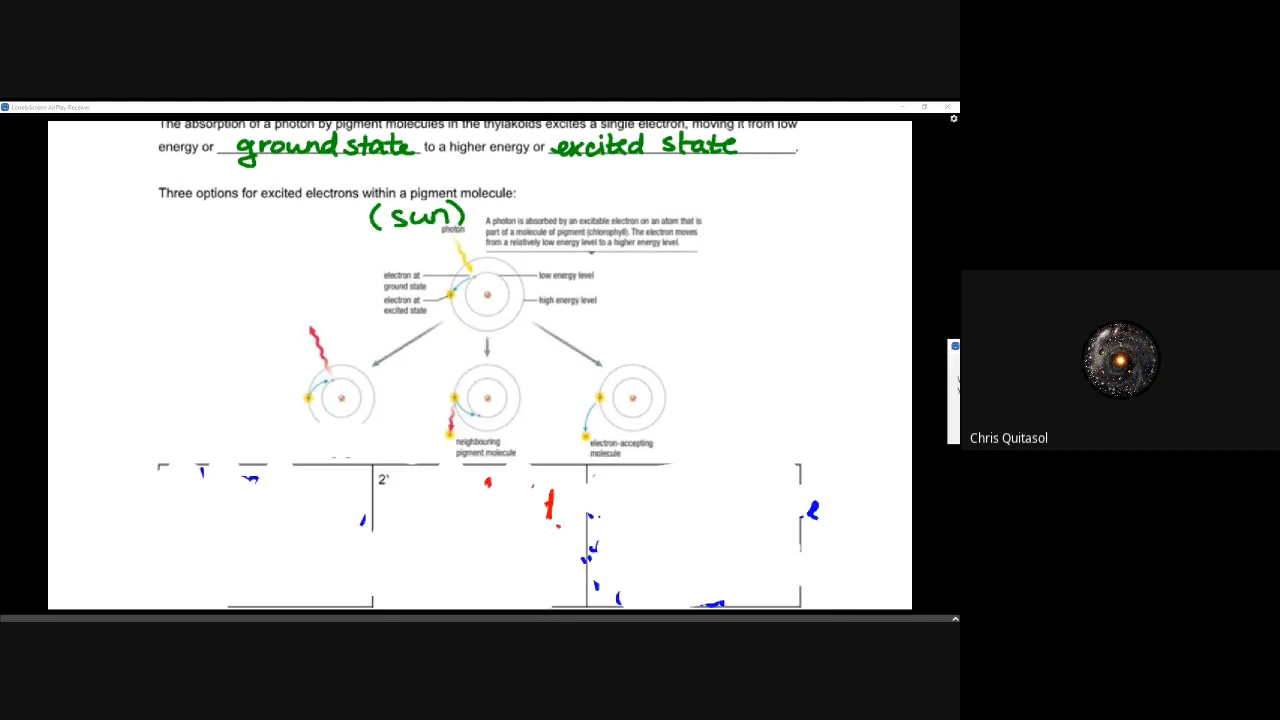 LonelyScreen AirPlay Receiver
The absorption of a photon by pigment molecules in the thylakoids excites a single electron, moving it from low
energy or ground state to a higher energy or excited state.
Three options for excited electrons within a pigment molecule:
(sun)
photon
A photon is absorbed by an excitable electron on an atom that is
part of a molecule of pigment (chlorophyll). The electron moves
from a relatively low energy level to a higher energy level.
electron at
ground state
low energy level
electron at
excited state
high energy level
neighbouring
pigment molecule
electron-accepting
molecule
2
Chris Quitasol